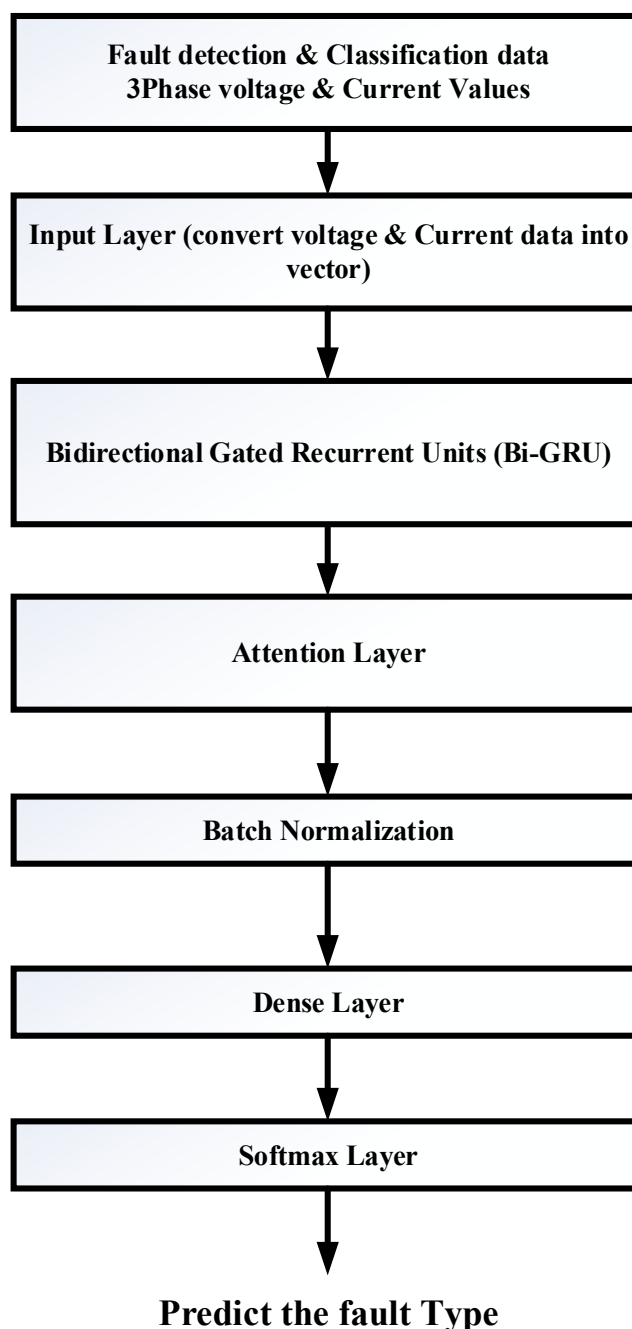 Fault detection & Classification data
3Phase voltage & Current Values
Input Layer (convert voltage & Current data into
vector)
Bidirectional Gated Recurrent Units (Bi-GRU)
Attention Layer
Batch Normalization
Dense Layer
Softmax Layer
Predict the fault Type